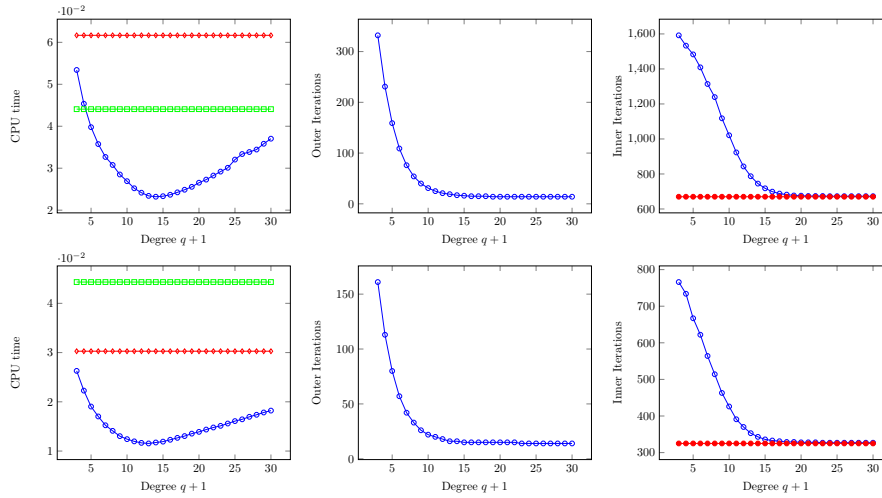 ·10−2
6
5
4
3
2
5 10 15 20 25 30
Degree q + 1
CPU time
300
200
100
0
5 10 15 20 25 30
Degree q + 1
Outer Iterations
1,600
1,400
1,200
1,000
800
600
5 10 15 20 25 30
Degree q + 1
Inner Iterations
·10−2
4
3
2
1
5 10 15 20 25 30
Degree q + 1
CPU time
150
100
50
0
5 10 15 20 25 30
Degree q + 1
Outer Iterations
800
700
600
500
400
300
5 10 15 20 25 30
Degree q + 1
Inner Iterations